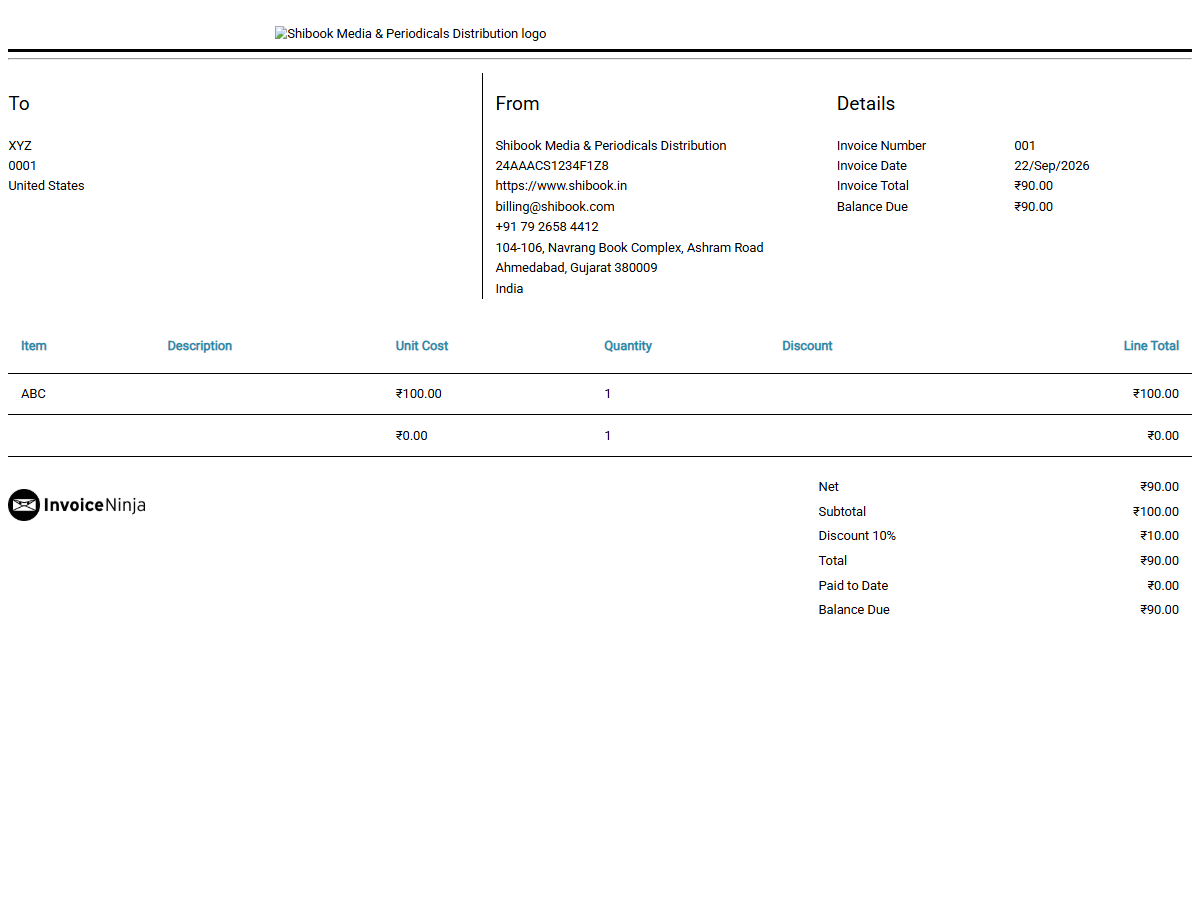 Shibook Media & Periodicals Distribution logo
To
XYZ
0001
United States
From
Shibook Media & Periodicals Distribution
24AAACS1234F1Z8
https://www.shibook.in
billing@shibook.com
+91 79 2658 4412
104-106, Navrang Book Complex, Ashram Road
Ahmedabad, Gujarat 380009
India
Details
Invoice Number 001
Invoice Date 22/Sep/2026
Invoice Total ₹90.00
Balance Due ₹90.00
Item Description Unit Cost Quantity Discount Line Total
ABC ₹100.00 1 ₹100.00
₹0.00 1 ₹0.00
InvoiceNinja
Net ₹90.00
Subtotal ₹100.00
Discount 10% ₹10.00
Total ₹90.00
Paid to Date ₹0.00
Balance Due ₹90.00